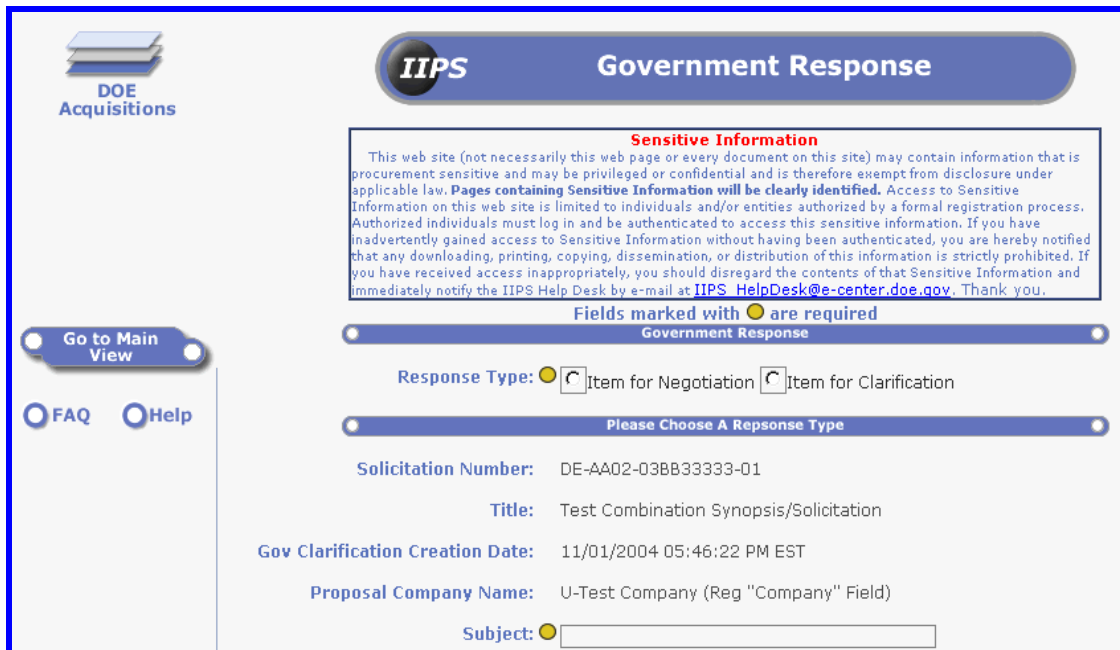 DOE
Acquisitions
IIPS
Government Response
Sensitive Information
This web site (not necessarily this web page or every document on this site) may contain information that is
procurement sensitive and may be privileged or confidential and is therefore exempt from disclosure under
applicable law. Pages containing Sensitive Information will be clearly identified. Access to Sensitive
Information on this web site is limited to individuals and/or entities authorized by a formal registration process.
Authorized individuals must log in and be authenticated to access this sensitive information. If you have
inadvertently gained access to Sensitive Information without having been authenticated, you are hereby notified
that any downloading, printing, copying, dissemination, or distribution of this information is strictly prohibited. If
you have received access inappropriately, you should disregard the contents of that Sensitive Information and
immediately notify the IIPS Help Desk by e-mail at IIPS_HelpDesk@e-center.doe.gov. Thank you.
Fields marked with are required
Government Response
Go to Main
View
FAQ Help
Response Type: Item for Negotiation Item for Clarification
Please Choose A Repsonse Type
Solicitation Number: DE-AA02-03BB33333-01
Title: Test Combination Synopsis/Solicitation
Gov Clarification Creation Date: 11/01/2004 05:46:22 PM EST
Proposal Company Name: U-Test Company (Reg "Company" Field)
Subject: